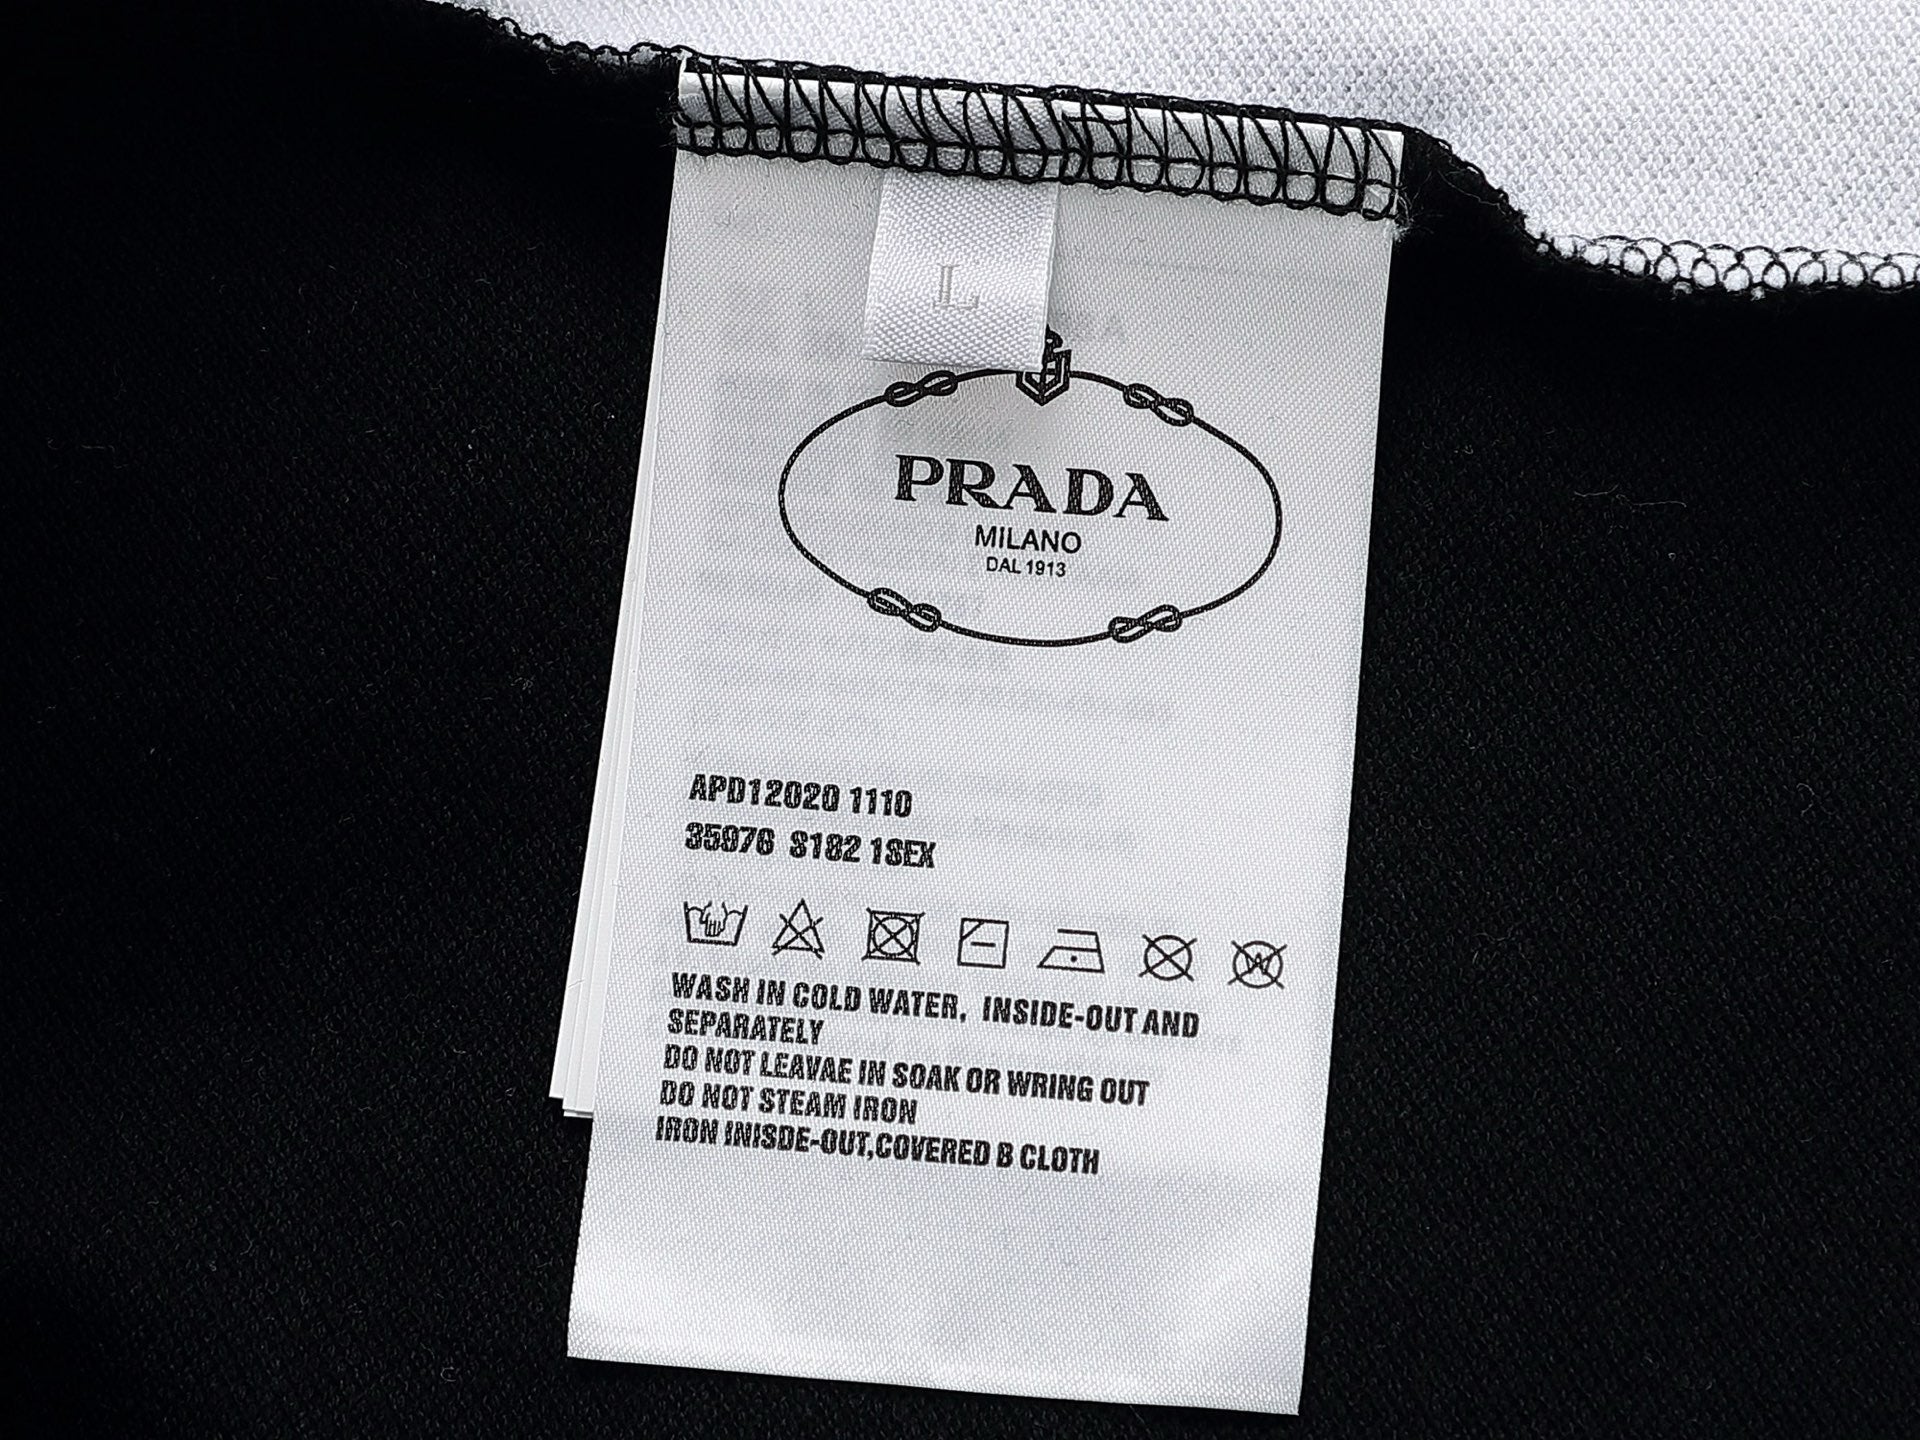 L
PRADA
MILANO
DAL 1913
APD12020 1110
35976 S182 1SEX
WASH IN COLD WATER, INSIDE-OUT AND
SEPARATELY
DO NOT LEAVAE IN SOAK OR WRING OUT
DO NOT STEAM IRON
IRON INISDE-OUT,COVERED B CLOTH